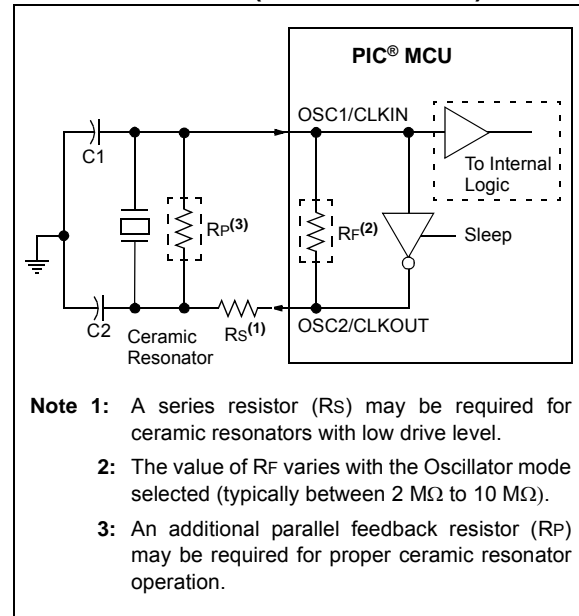 PIC® MCU
OSC1/CLKIN
C1
To Internal
Logic
RP(3)
RF(2)
Sleep
C2
Ceramic
Resonator
RS(1)
OSC2/CLKOUT
Note 1: A series resistor (RS) may be required for
ceramic resonators with low drive level.
2: The value of RF varies with the Oscillator mode
selected (typically between 2 MΩ to 10 MΩ).
3: An additional parallel feedback resistor (RP)
may be required for proper ceramic resonator
operation.